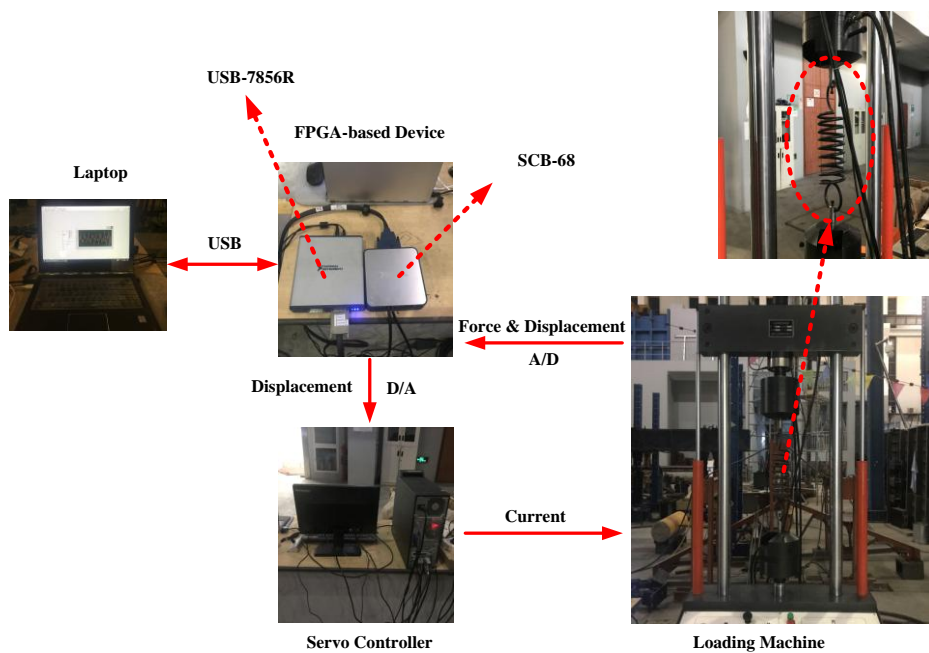 USB-7856R
FPGA-based Device
SCB-68
Laptop
USB
Force & Displacement
A/D
Displacement
D/A
Current
Servo Controller
Loading Machine